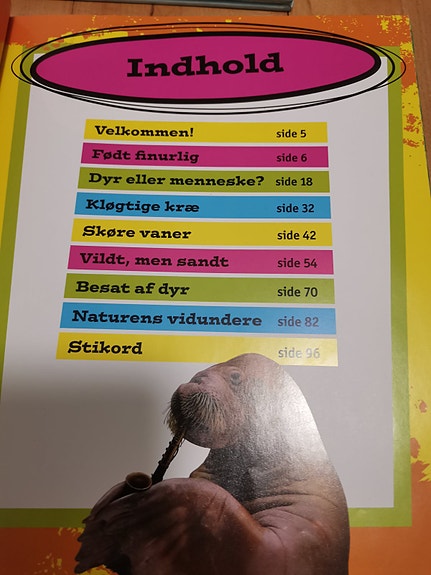 Indhold
Velkommen! side 5
Født finurlig side 6
Dyr eller menneske? side 18
Kløgtige kræ side 32
Skøre vaner side 42
Vildt, men sandt side 54
Besat af dyr side 70
Naturens vidundere side 82
Stikord side 96